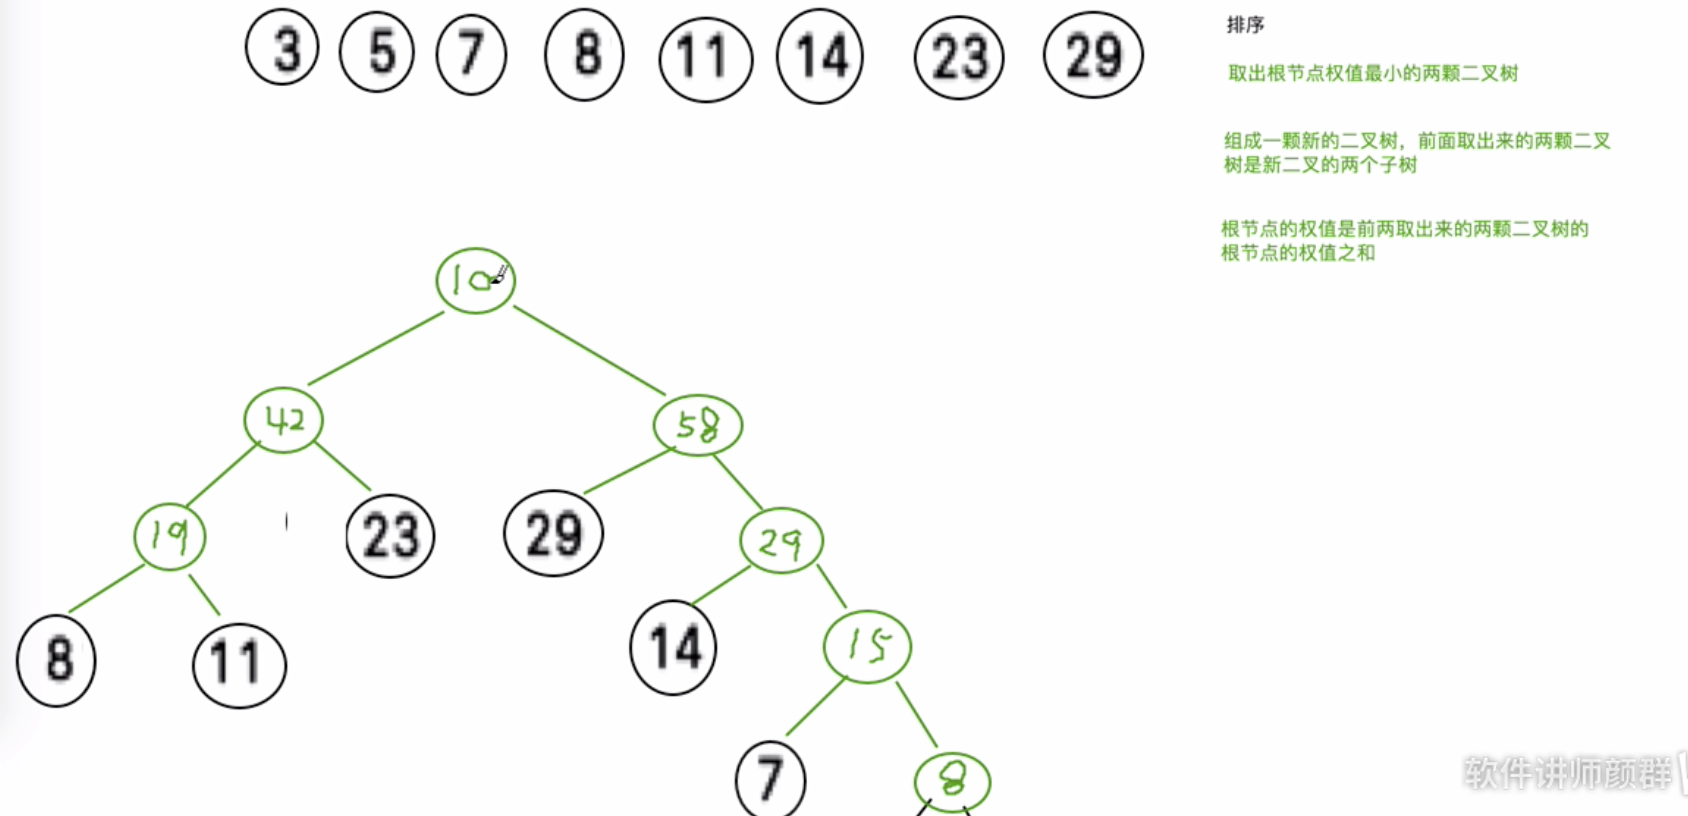 3 5 7 8 11 14 23 29
排序
取出根节点权值最小的两颗二叉树
组成一颗新的二叉树，前面取出来的两颗二叉
树是新二叉的两个子树
根节点的权值是前两取出来的两颗二叉树的
根节点的权值之和
10
42 58
19 23 29 29
8 11 14 15
7 8
软件讲师颜群